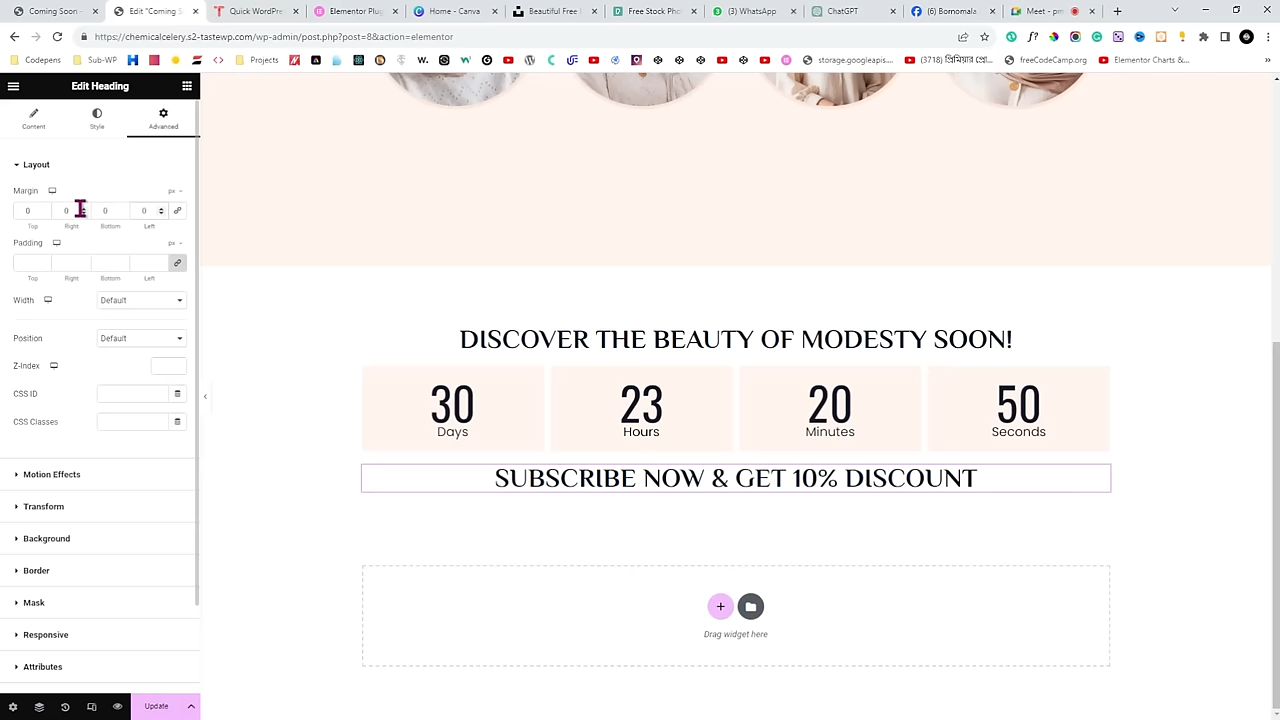 Coming Soon -
Edit "Coming S
Quick WordPre
Elementor Plug
Home - Canva
Beautiful Free
Free Stock Pho
(3) WhatsApp
ChatGPT
(6) Bornomala
Meet - pm
https://chemicalcelery.s2-tastewp.com/wp-admin/post.php?post=8&action=elementor
Codepens
Sub-WP
Projects
storage.googleapis....
freeCodeCamp.org
Elementor Charts &...
Edit Heading
Content
Style
Advanced
Layout
Margin
px
0
0
0
0
Top
Right
Bottom
Left
Padding
px
Top
Right
Bottom
Left
Width
Default
Position
Default
Z-Index
CSS ID
CSS Classes
Motion Effects
Transform
Background
Border
Mask
Responsive
Attributes
Update
DISCOVER THE BEAUTY OF MODESTY SOON!
30
23
20
50
Days
Hours
Minutes
Seconds
SUBSCRIBE NOW & GET 10% DISCOUNT
Drag widget here